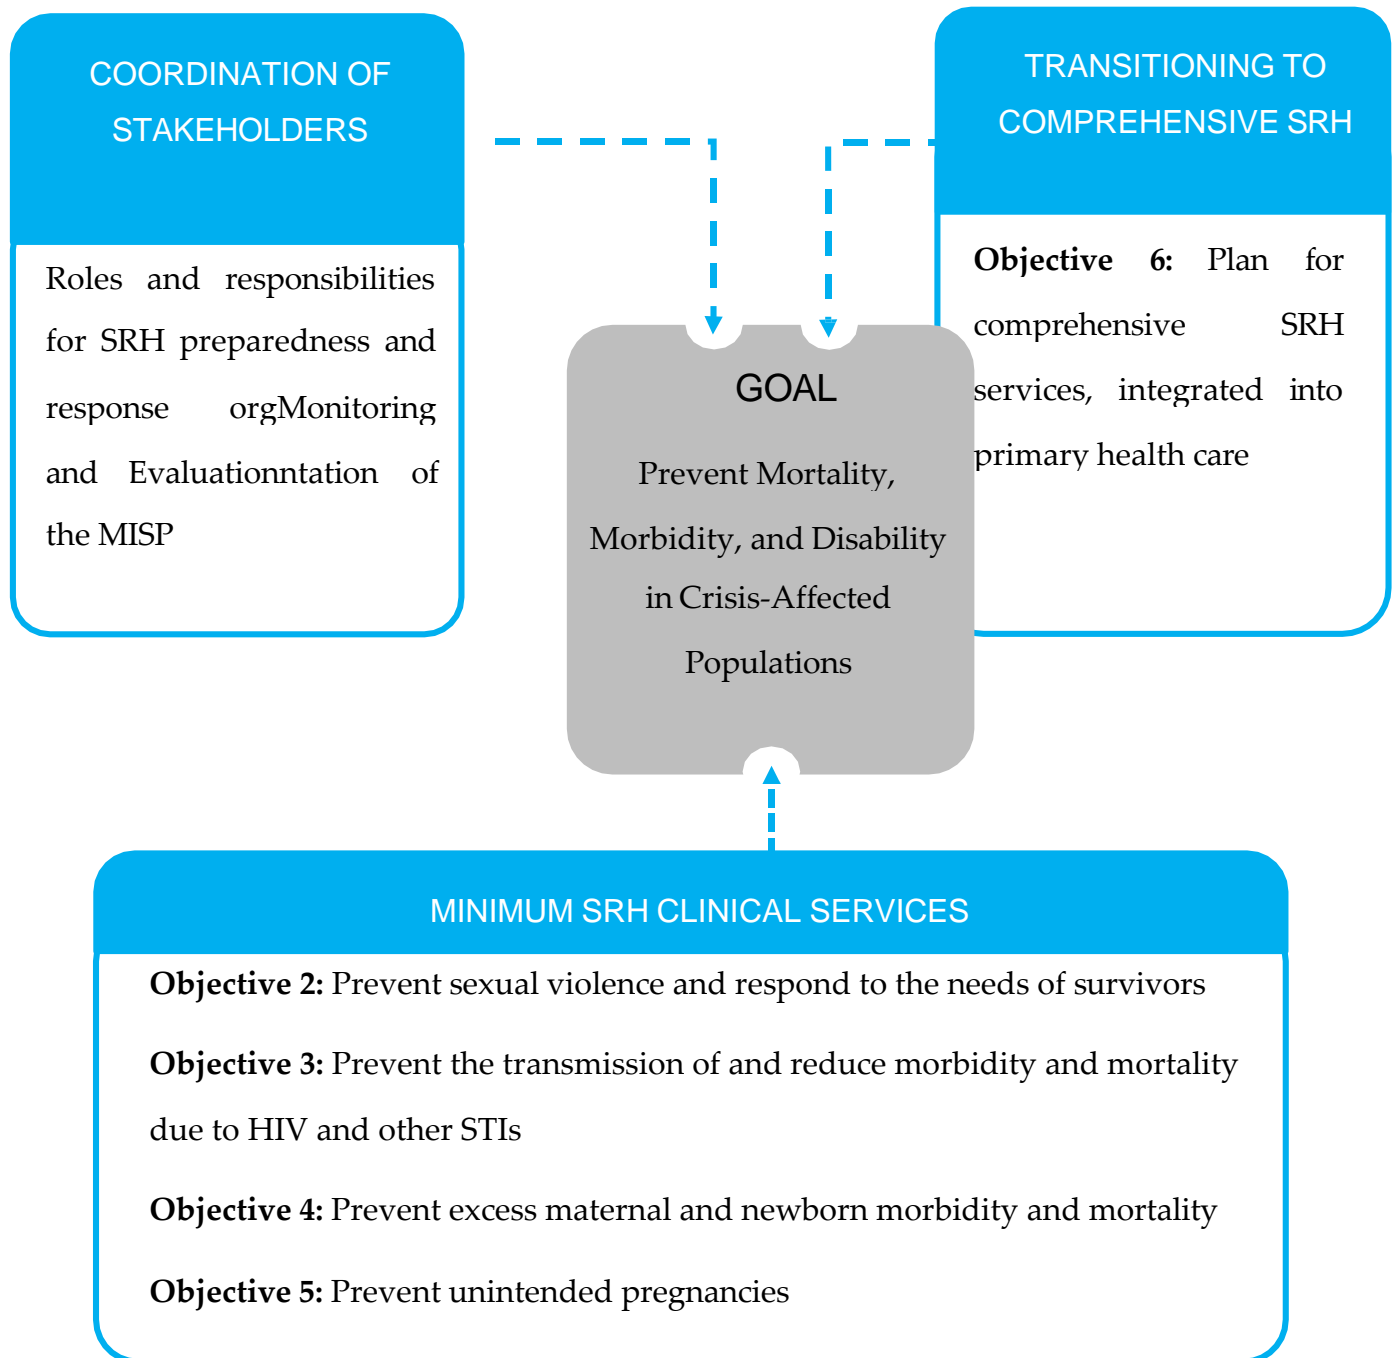 COORDINATION OF
STAKEHOLDERS
Roles and responsibilities
for SRH preparedness and
response orgMonitoring
and Evaluationntation of
the MISP
TRANSITIONING TO
COMPREHENSIVE SRH
Objective 6: Plan for
comprehensive SRH
services, integrated into
primary health care
GOAL
Prevent Mortality,
Morbidity, and Disability
in Crisis-Affected
Populations
MINIMUM SRH CLINICAL SERVICES
Objective 2: Prevent sexual violence and respond to the needs of survivors
Objective 3: Prevent the transmission of and reduce morbidity and mortality
due to HIV and other STIs
Objective 4: Prevent excess maternal and newborn morbidity and mortality
Objective 5: Prevent unintended pregnancies